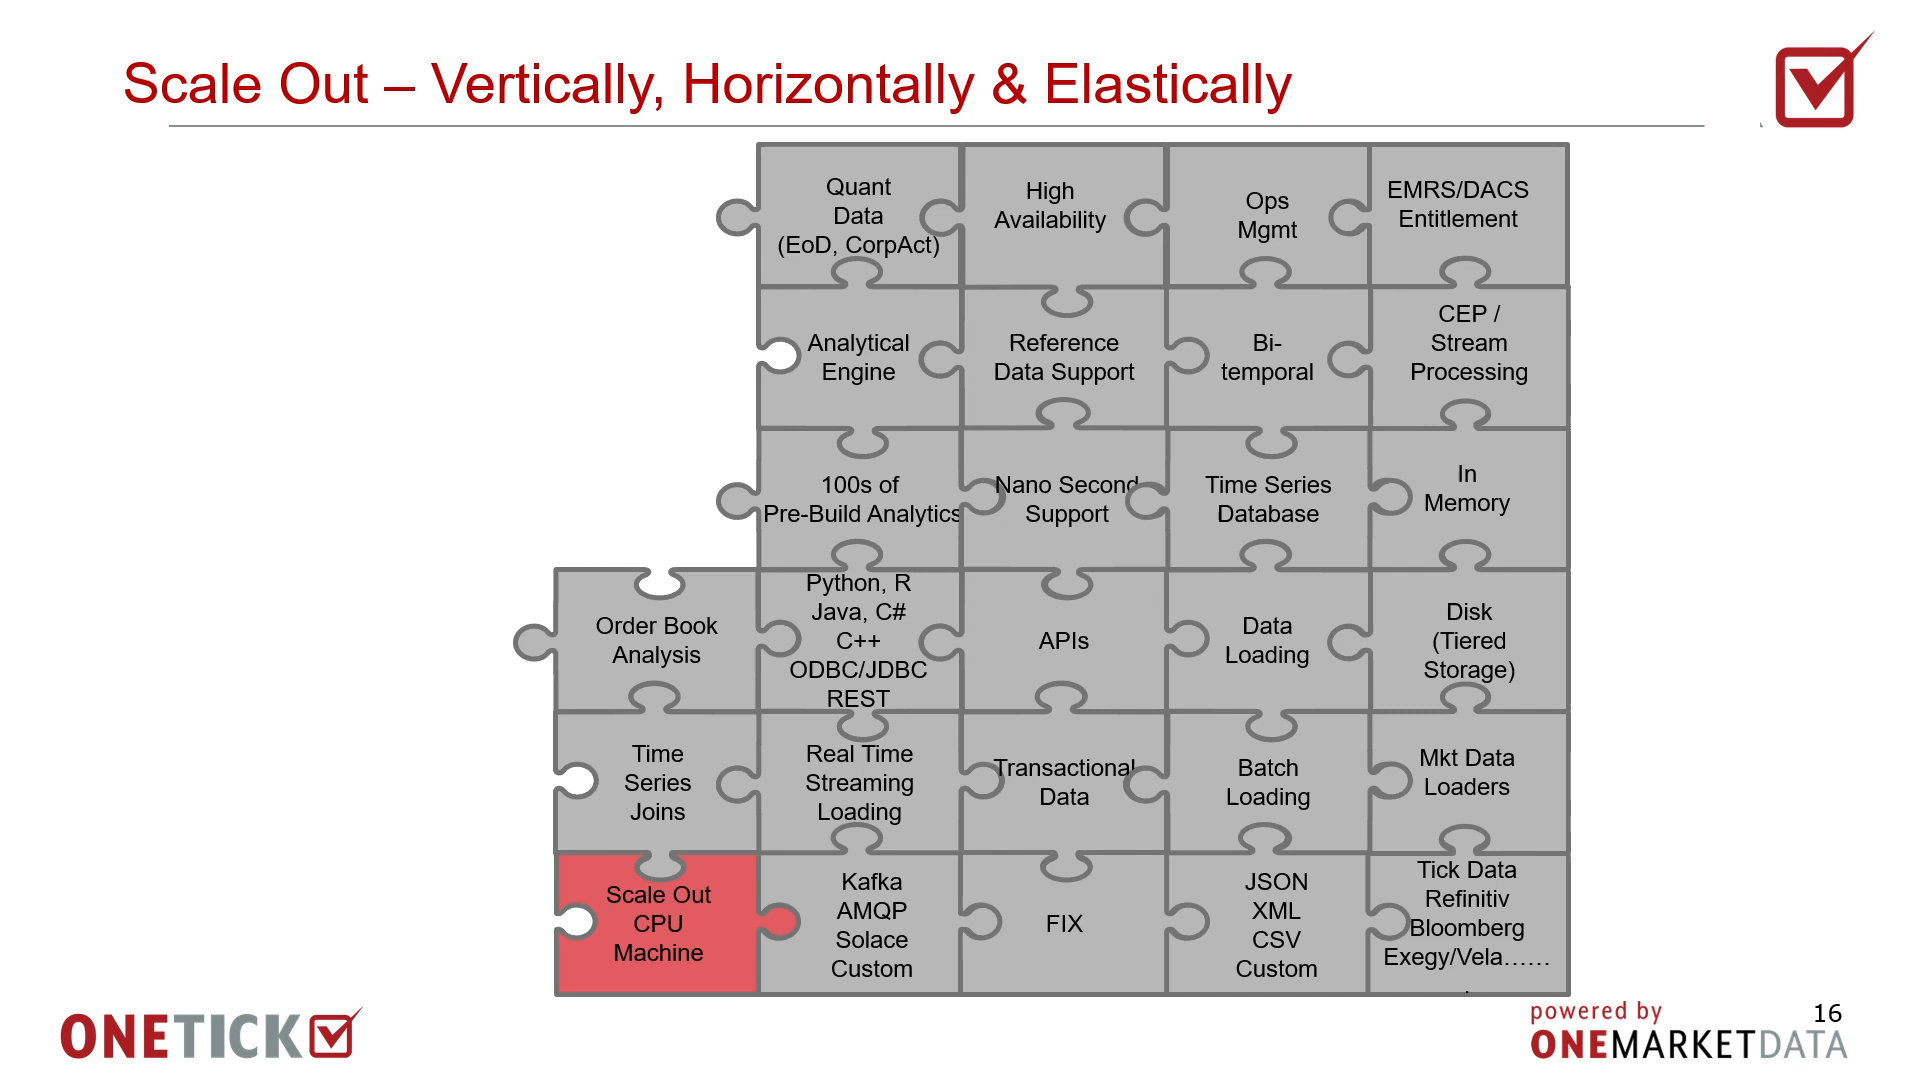 Scale Out – Vertically, Horizontally & Elastically
Quant
Data
(EoD, CorpAct)
High
Availability
Ops
Mgmt
EMRS/DACS
Entitlement
Analytical
Engine
Reference
Data Support
Bi-
temporal
CEP /
Stream
Processing
100s of
Pre-Build Analytics
Nano Second
Support
Time Series
Database
In
Memory
Order Book
Analysis
Python, R
Java, C#
C++
ODBC/JDBC
REST
APIs
Data
Loading
Disk
(Tiered
Storage)
Time
Series
Joins
Real Time
Streaming
Loading
Transactional
Data
Batch
Loading
Mkt Data
Loaders
Scale Out
CPU
Machine
Kafka
AMQP
Solace
Custom
FIX
JSON
XML
CSV
Custom
Tick Data
Refinitiv
Bloomberg
Exegy/Vela......
.
ONETICK
powered by
ONEMARKETDATA
16